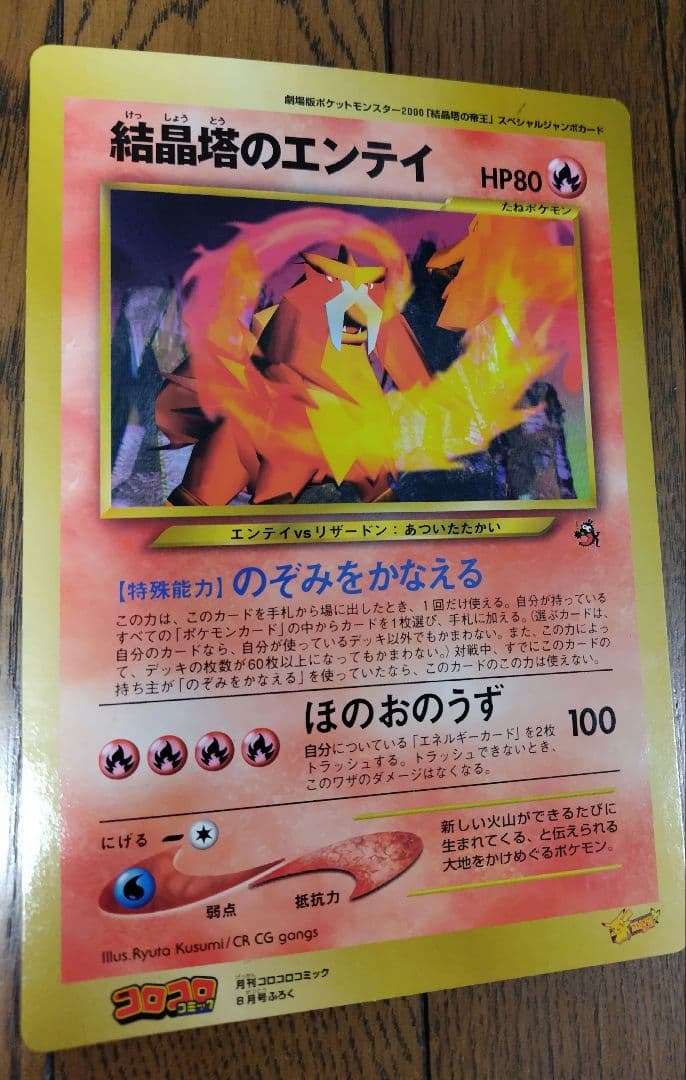 劇場版ポケットモンスター2000「結晶塔の帝王」スペシャルジャンボカード
けっしょうとう
結晶塔のエンテイ
HP80
たねポケモン
エンテイvsリザードン：あついたたかい
【特殊能力】のぞみをかなえる
この力は、このカードを手札から場に出したとき、1回だけ使える。自分が持っている
すべての「ポケモンカード」の中からカードを1枚選び、手札に加える。（選ぶカードは、
自分のカードなら、自分が使っているデッキ以外でもかまわない。また、この力によっ
て、デッキの枚数が60枚以上になってもかまわない。）対戦中、すでにこのカードの
持ち主が「のぞみをかなえる」を使っていたなら、このカードのこの力は使えない。
ほのおのうず
100
自分についている「エネルギーカード」を2枚
トラッシュする。トラッシュできないとき、
このワザのダメージはなくなる。
にげる
弱点
抵抗力
新しい火山ができるたびに
生まれてくる、と伝えられる
大地をかけめぐるポケモン。
Illus.Ryuta Kusumi/CR CG gangs
コロコロ
コミック
月刊コロコロコミック
8月号ふろく